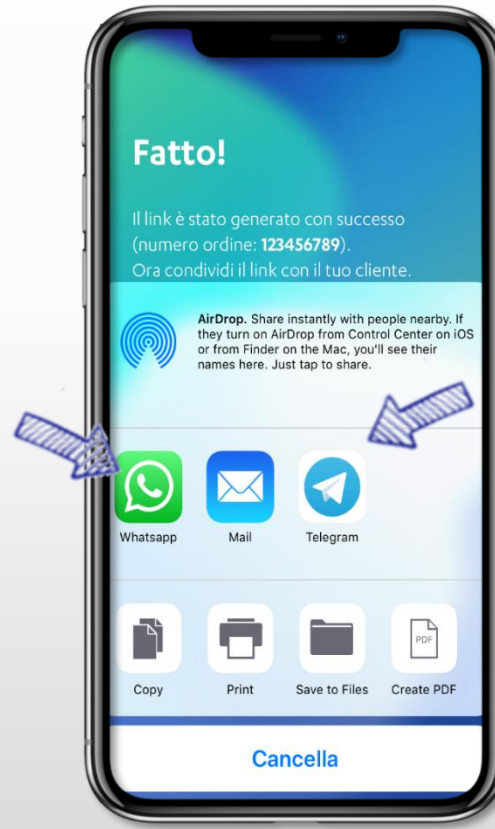 Fatto!
Il link è stato generato con successo
(numero ordine: 123456789).
Ora condividi il link con il tuo cliente.
AirDrop. Share instantly with people nearby. If
they turn on AirDrop from Control Center on iOS
or from Finder on the Mac, you'll see their
names here. Just tap to share.
Whatsapp Mail Telegram
PDF
Copy Print Save to Files Create PDF
Cancella